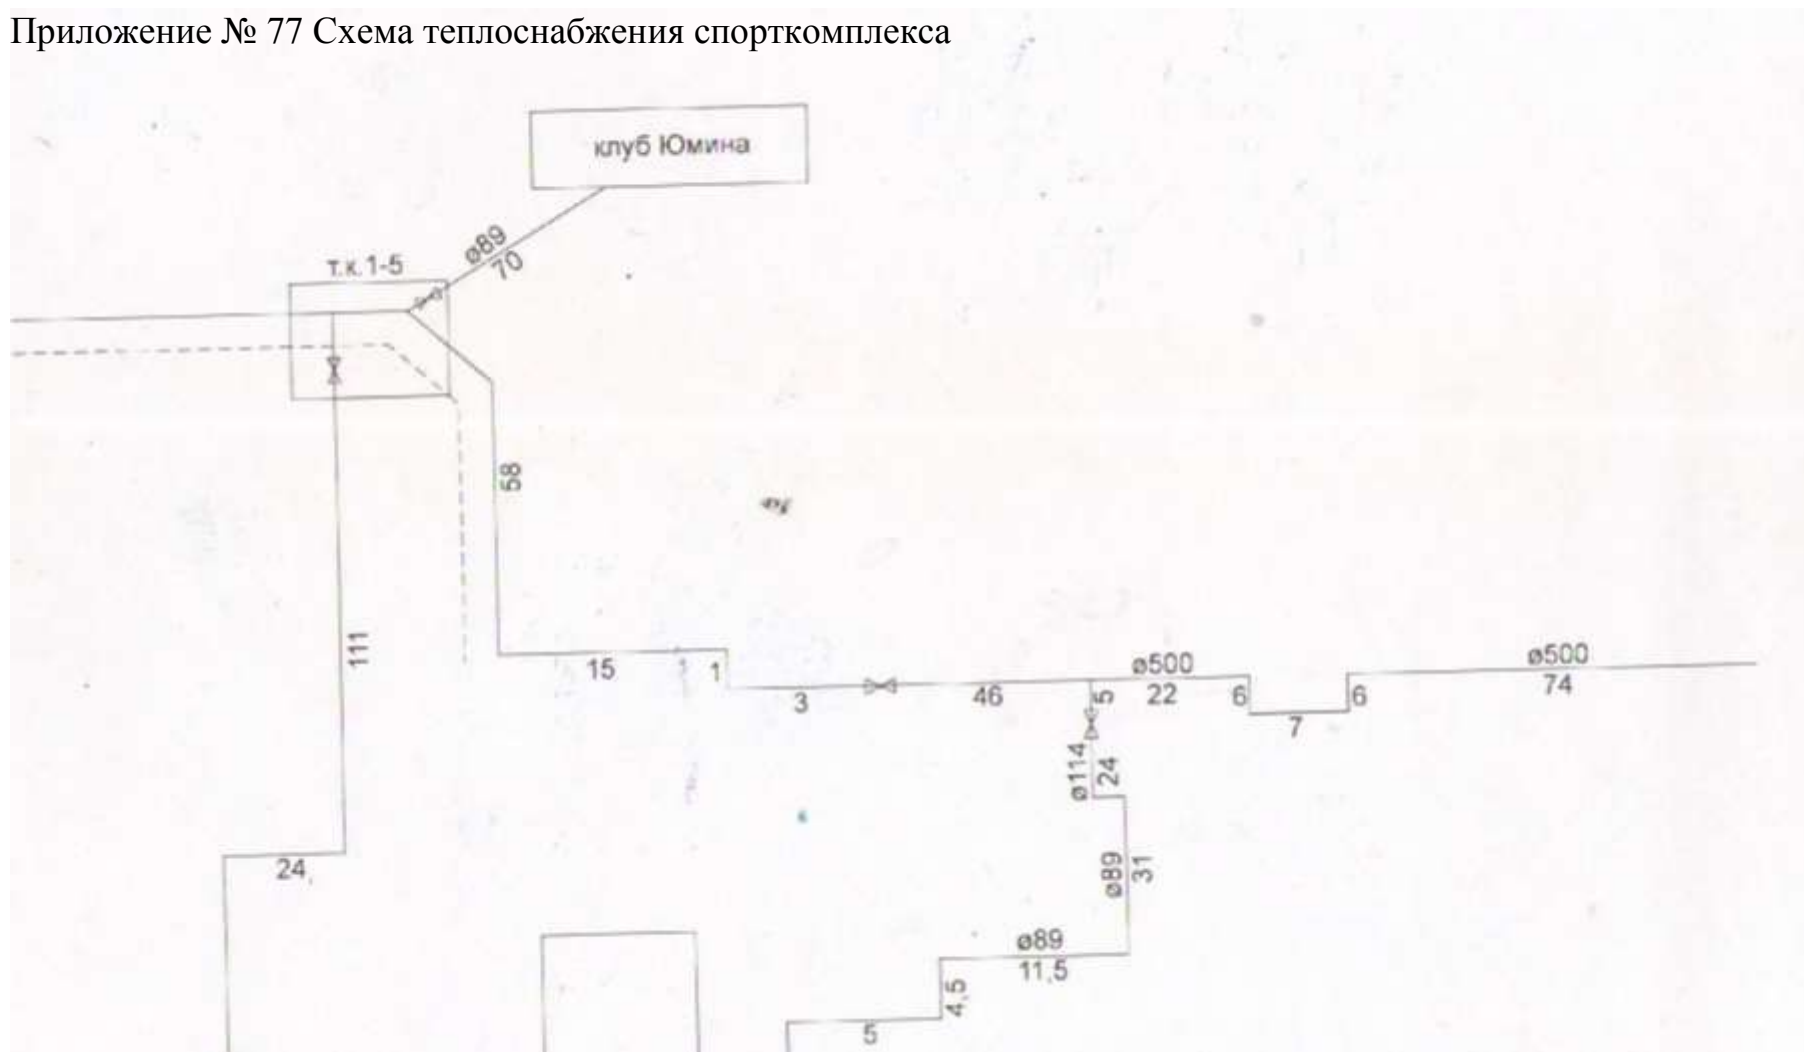 Приложение № 77 Схема теплоснабжения спорткомплекса
клуб Юмина
ø89
70
т.к.1-5
58
111
15
1
3
46
5
ø500
22
6
7
6
ø500
74
ø114
24
ø89
31
24
ø89
11,5
4,5
5